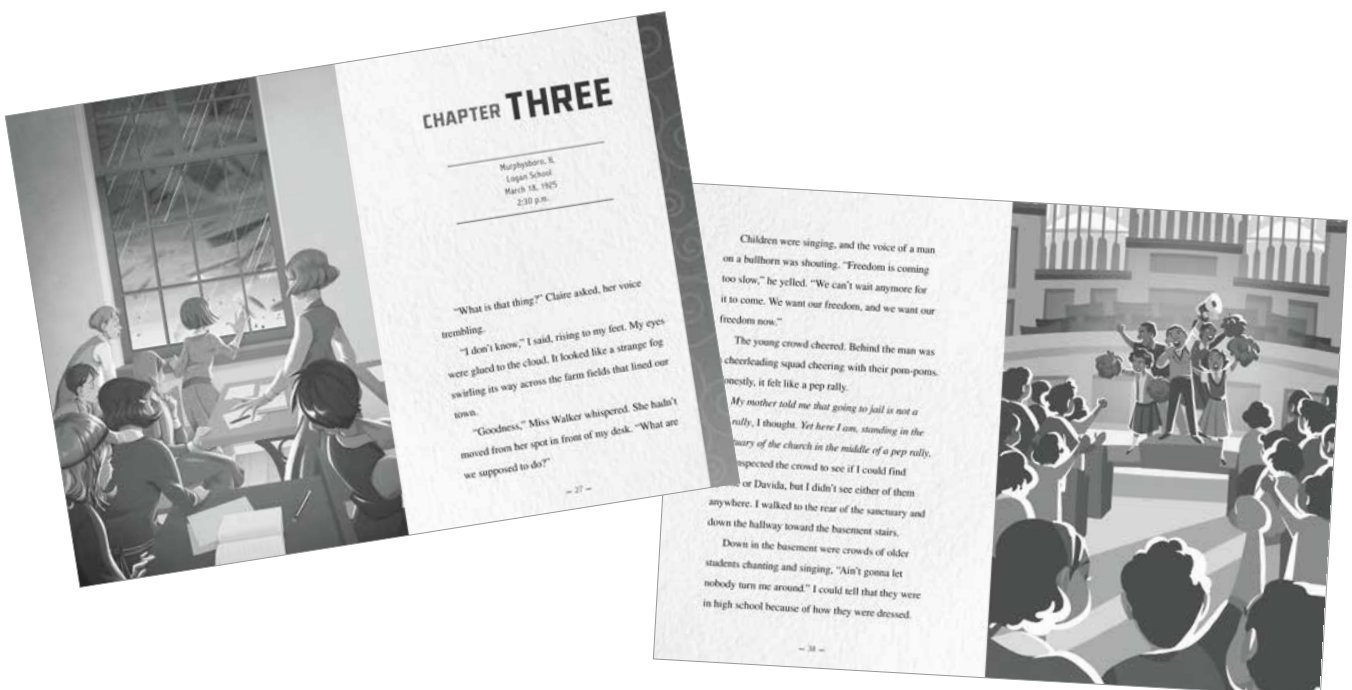 CHAPTER THREE
Murphysboro, IL
Logan School
March 18, 1925
2:30 p.m.
“What is that thing?” Claire asked, her voice
trembling.
“I don’t know,” I said, rising to my feet. My eyes
were glued to the cloud. It looked like a strange fog
swirling its way across the farm fields that lined our
town.
“Goodness,” Miss Walker whispered. She hadn’t
moved from her spot in front of my desk. “What are
we supposed to do?”
– 27 –
Children were singing, and the voice of a man
on a bullhorn was shouting. “Freedom is coming
too slow,” he yelled. “We can’t wait anymore for
it to come. We want our freedom, and we want our
freedom now.”
The young crowd cheered. Behind the man was
cheerleading squad cheering with their pom-poms.
onestly, it felt like a pep rally.
My mother told me that going to jail is not a
rally, I thought. Yet here I am, standing in the
tuary of the church in the middle of a pep rally.
nspected the crowd to see if I could find
or Davida, but I didn’t see either of them
anywhere. I walked to the rear of the sanctuary and
down the hallway toward the basement stairs.
Down in the basement were crowds of older
students chanting and singing, “Ain’t gonna let
nobody turn me around.” I could tell that they were
in high school because of how they were dressed.
– 38 –